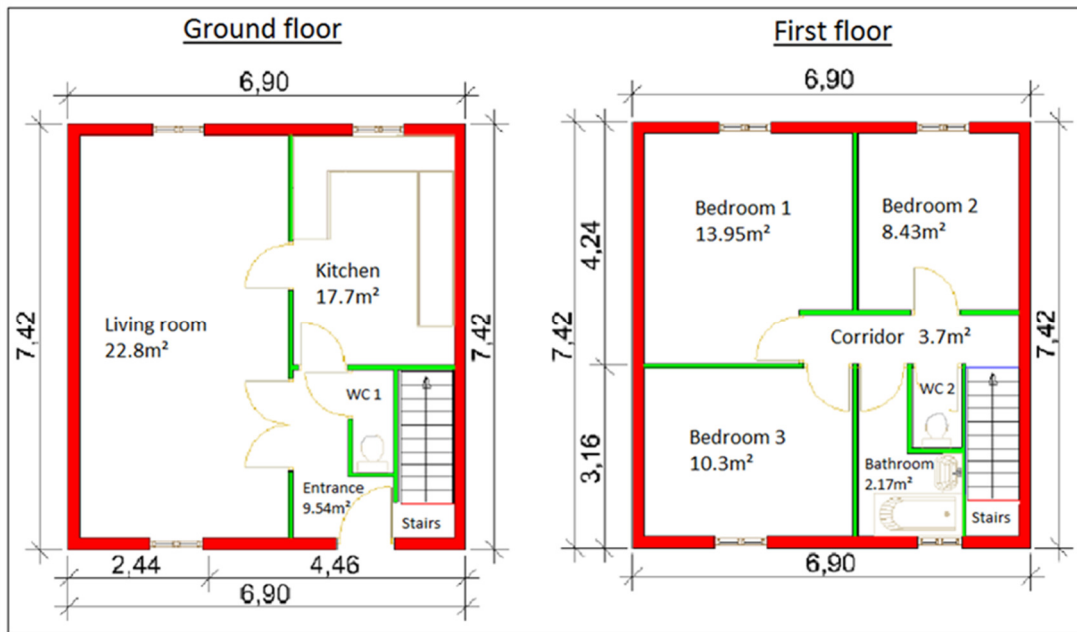 Ground floor
6,90
7,42
7,42
Living room
22.8m²
Kitchen
17.7m²
WC 1
Entrance
9.54m²
Stairs
2,44
4,46
6,90
First floor
6,90
7,42
4,24
3,16
7,42
Bedroom 1
13.95m²
Bedroom 2
8.43m²
Corridor 3.7m²
Bedroom 3
10.3m²
WC 2
Bathroom
2.17m²
Stairs
6,90